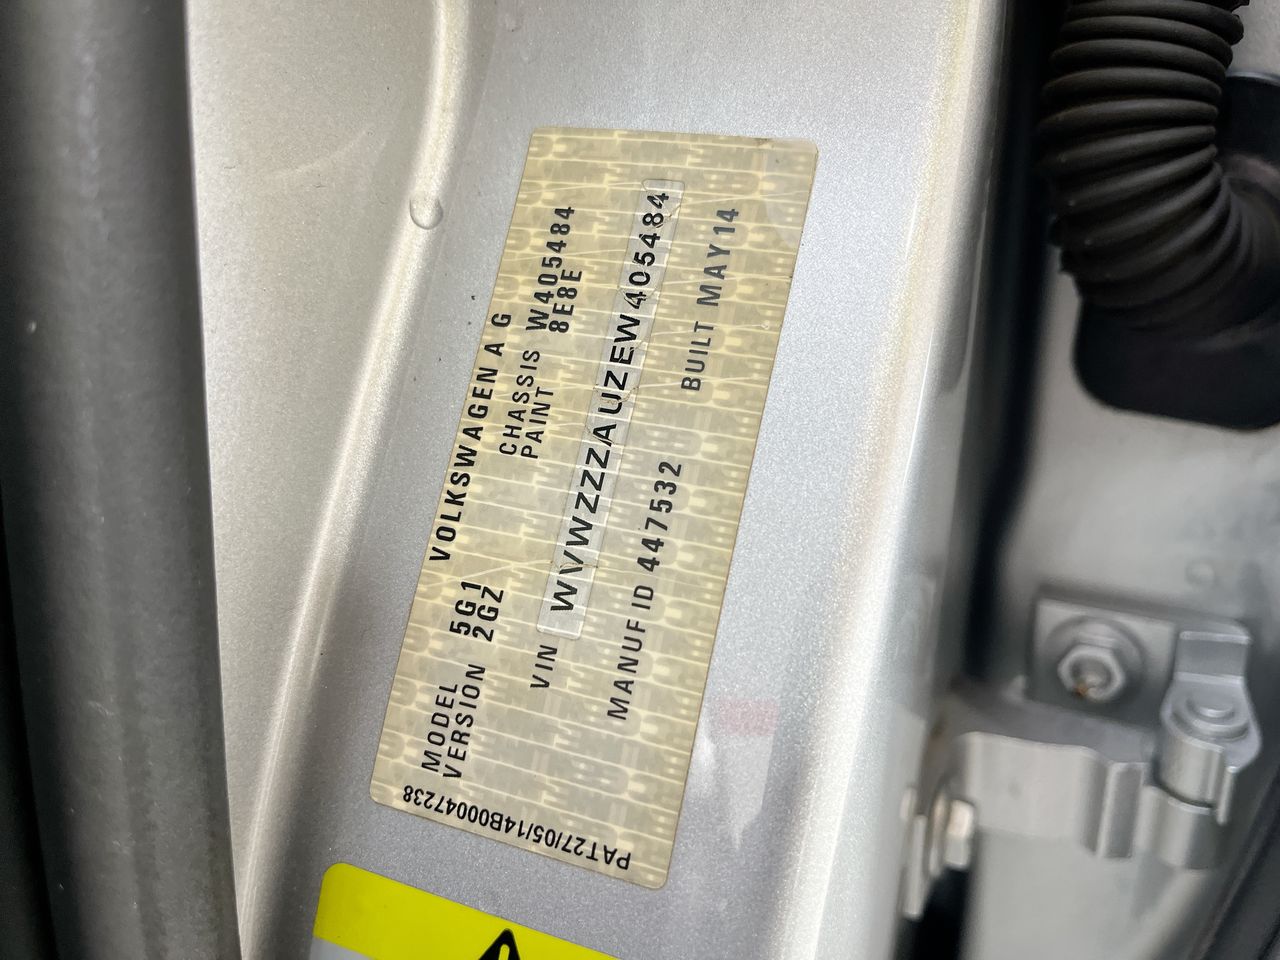 VOLKSWAGEN A G
MODEL 5G1 CHASSIS W405484
VERSION 2GZ PAINT 8E8E
VIN WVWZZZAUZEW405484
MANUF ID 447532 BUILT MAY14
PAT27/05/14B00047238